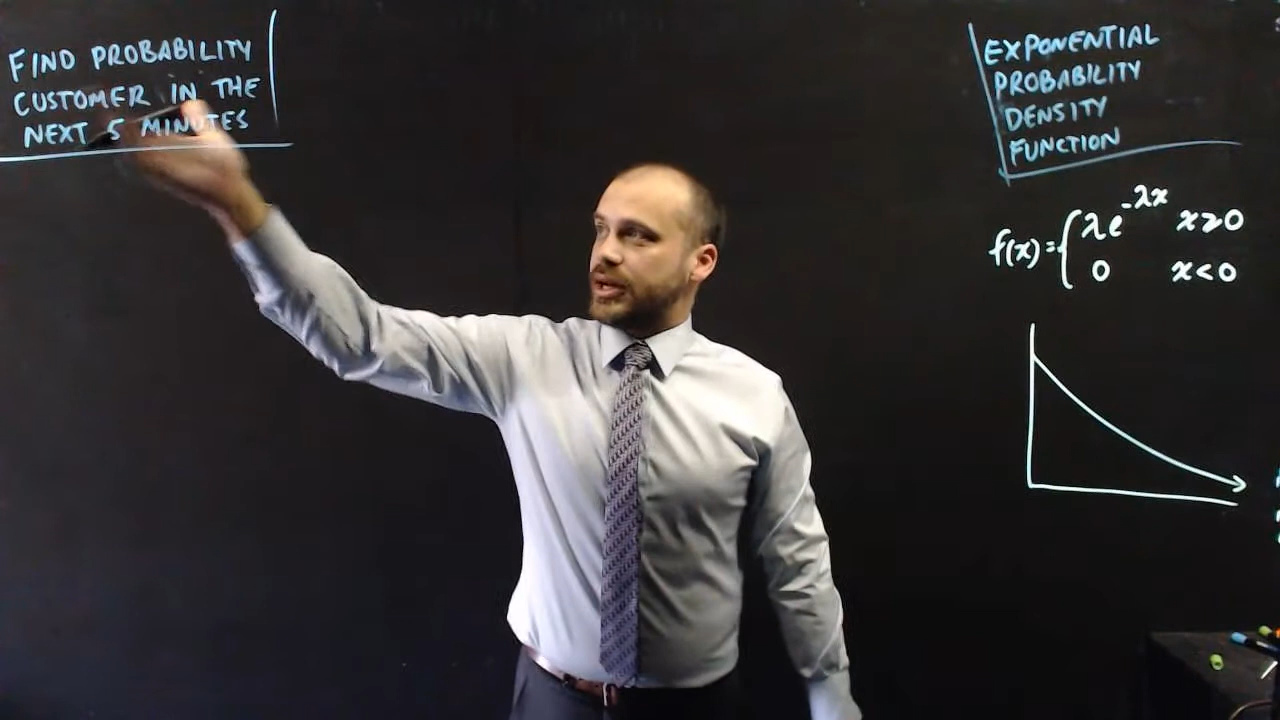 FIND PROBABILITY
CUSTOMER IN THE
NEXT 5 MINUTES
EXPONENTIAL
PROBABILITY
DENSITY
FUNCTION
f(x)={λe^-λx x≥0
0 x<0